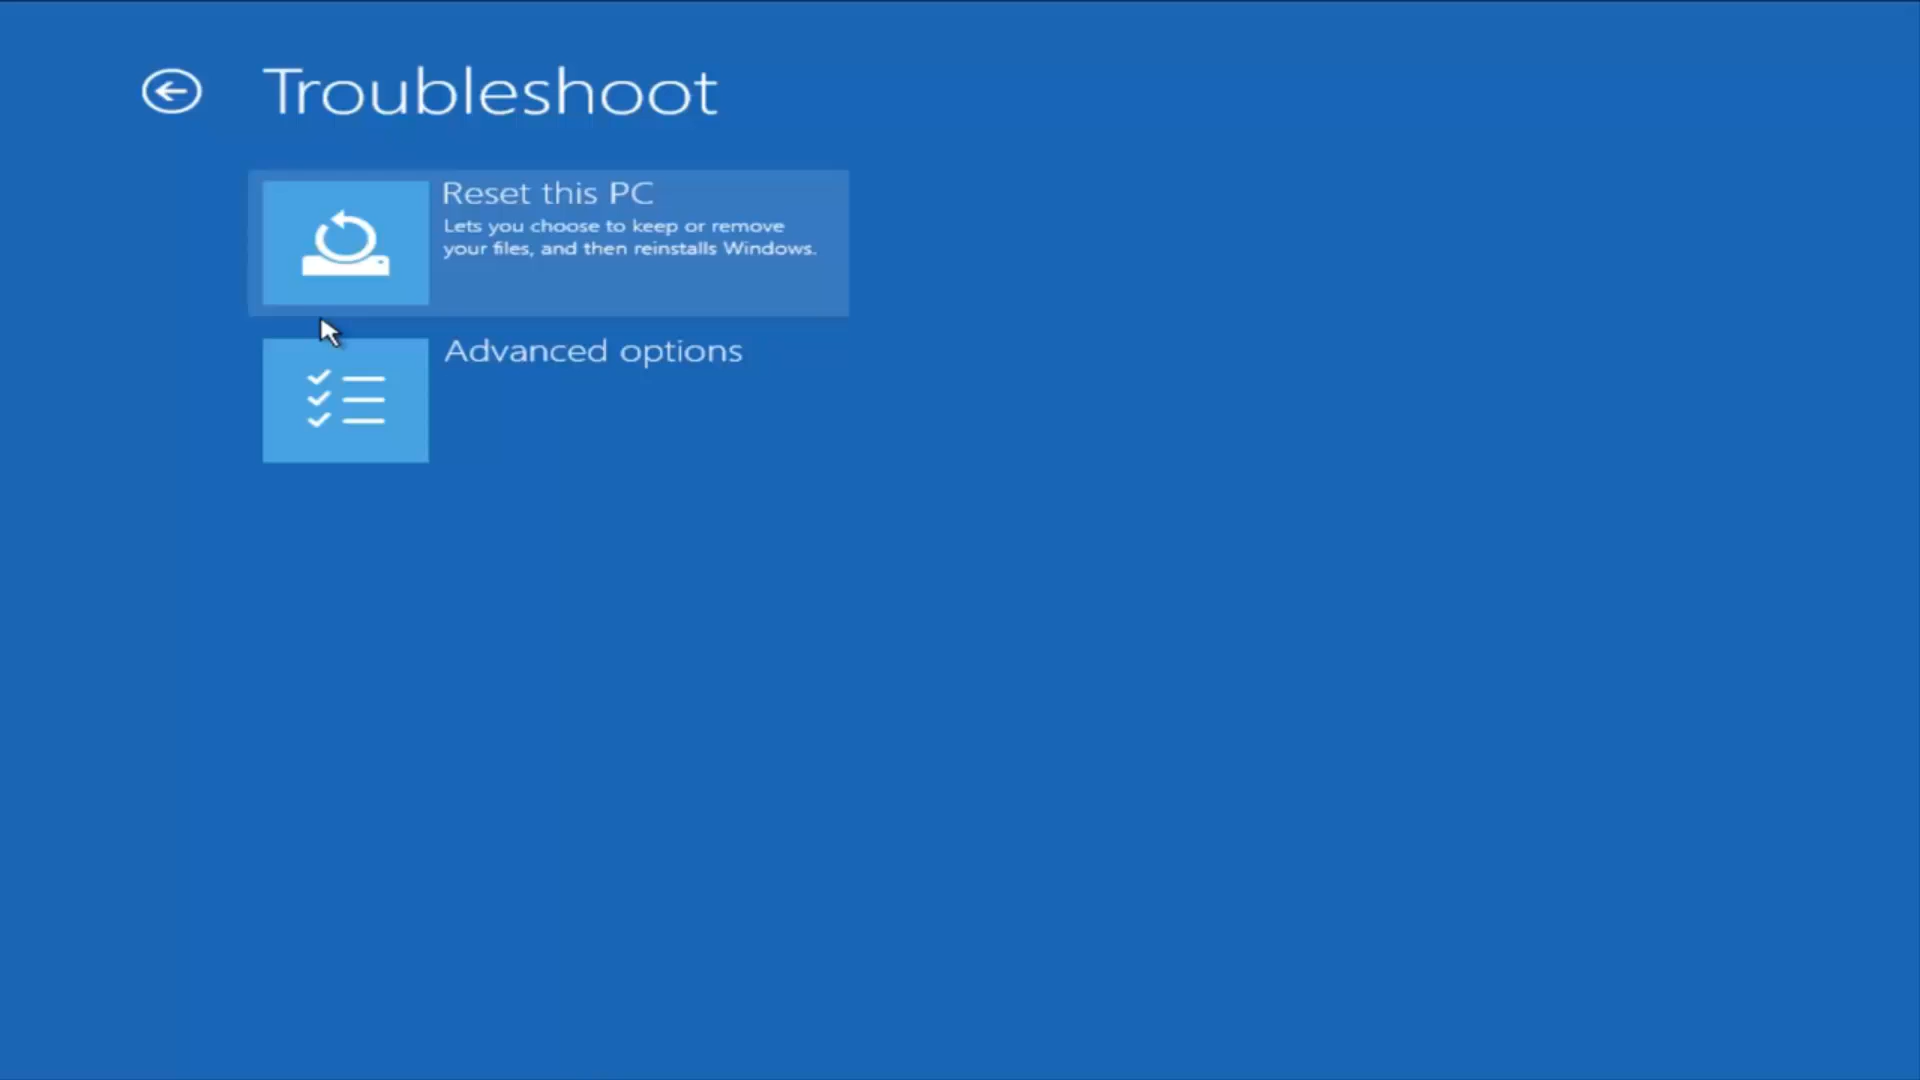 Troubleshoot
Reset this PC
Lets you choose to keep or remove
your files, and then reinstalls Windows.
Advanced options